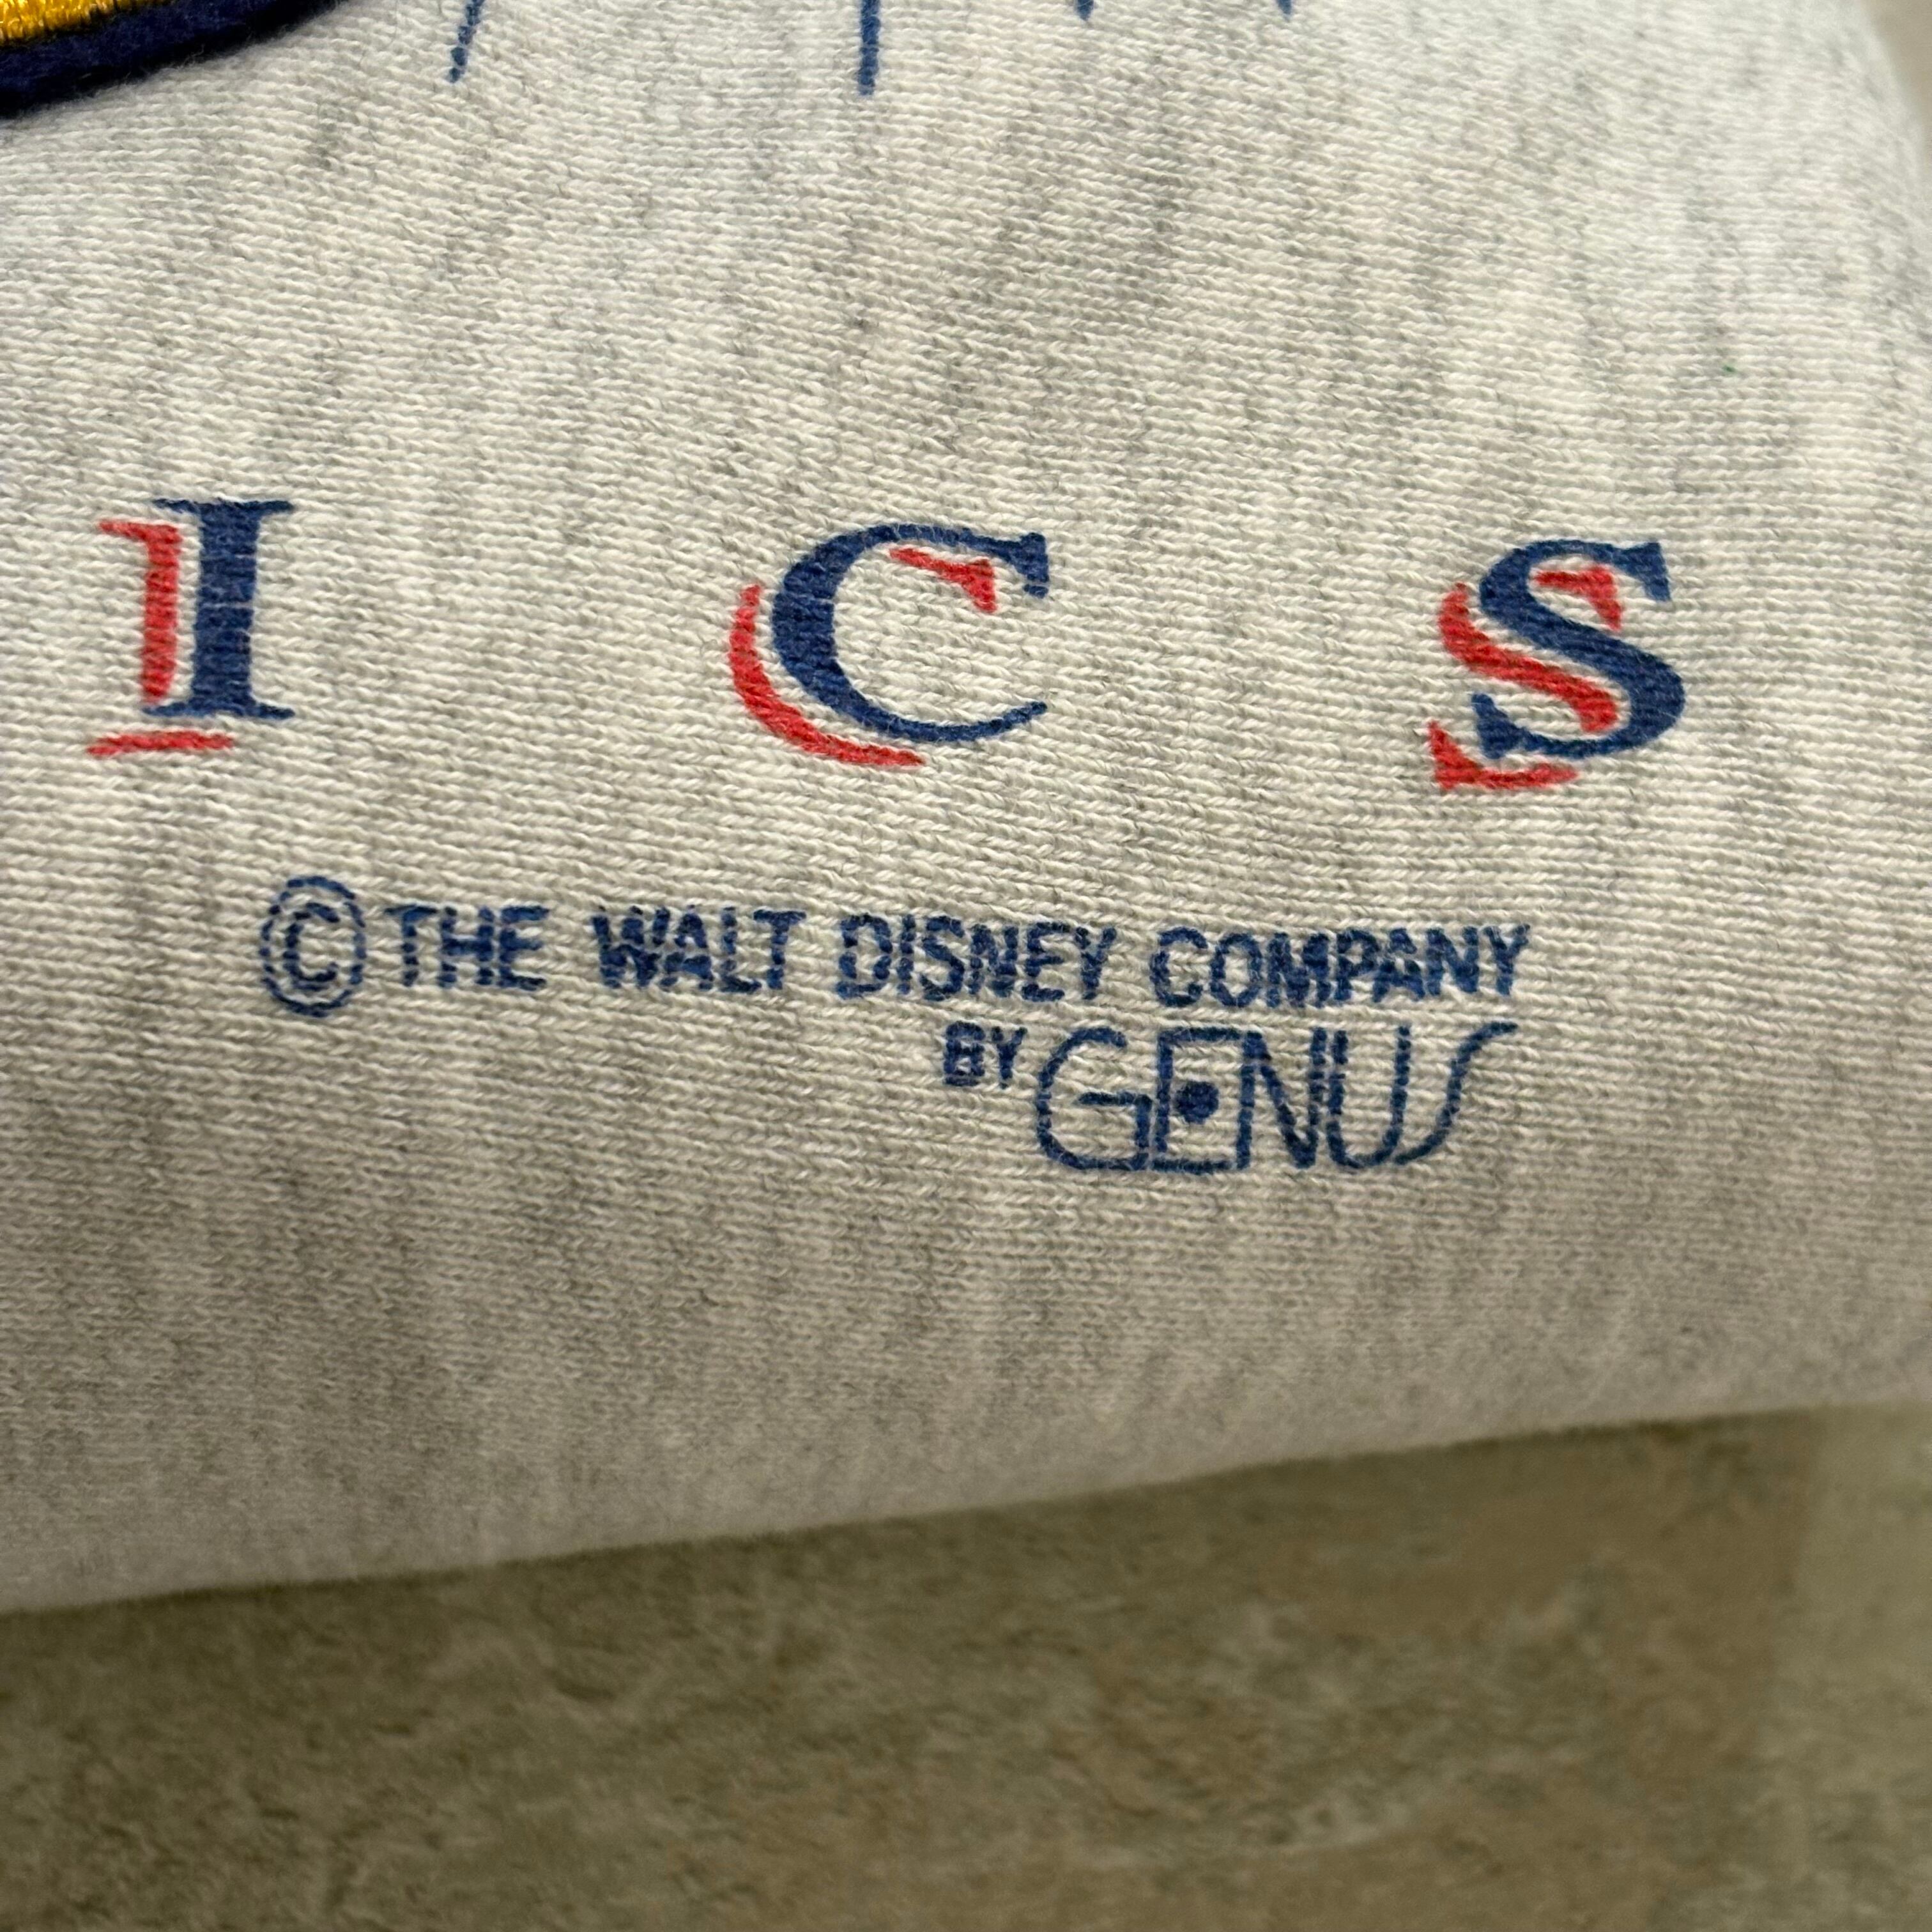 I C S
© THE WALT DISNEY COMPANY
BY GENUS